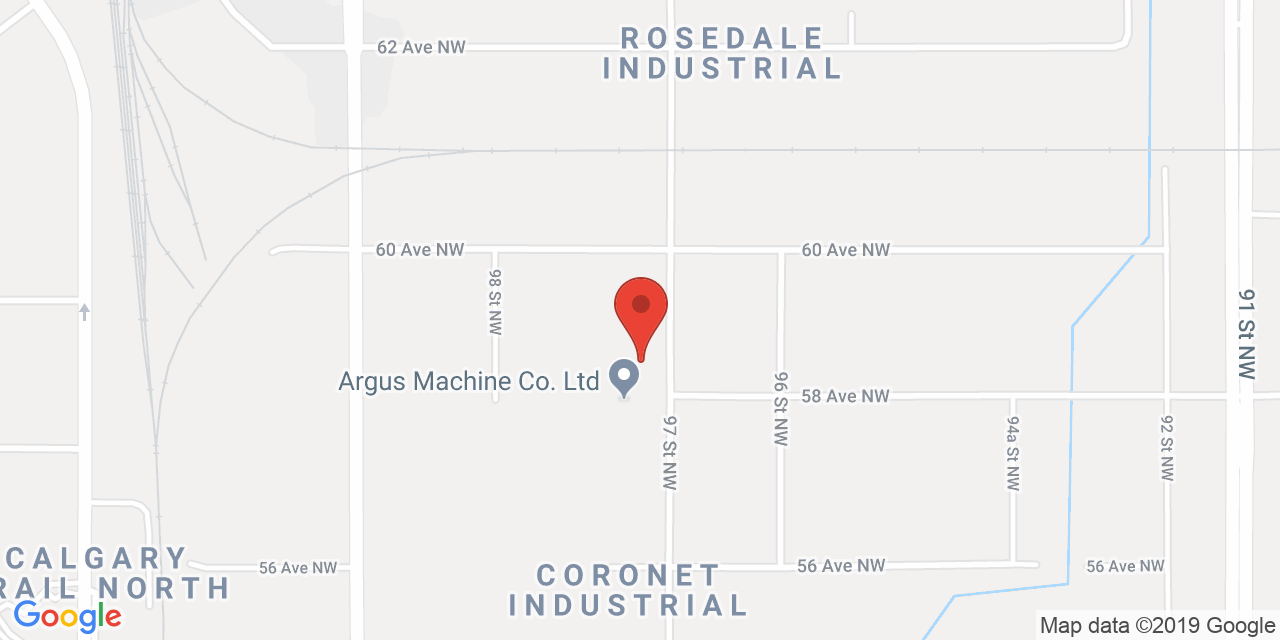 ROSEDALE
INDUSTRIAL
62 Ave NW
60 Ave NW
60 Ave NW
98 St NW
91 St NW
Argus Machine Co. Ltd
96 St NW
58 Ave NW
97 St NW
94a St NW
92 St NW
CALGARY
RAIL NORTH
56 Ave NW
CORONET
INDUSTRIAL
56 Ave NW
56 Ave NW
Google
Map data ©2019 Google